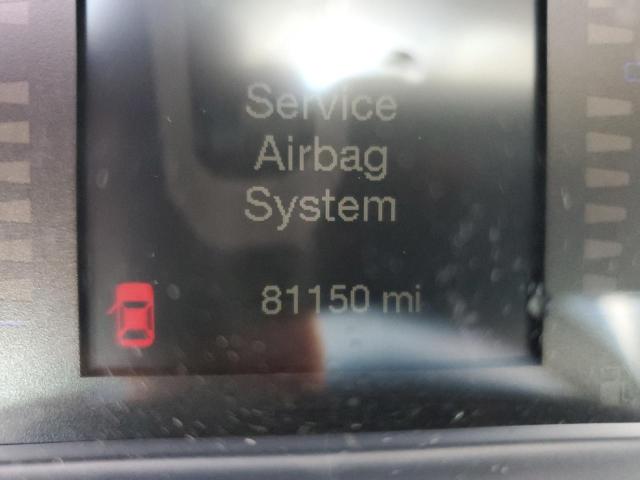 Service
Airbag
System
81150 mi